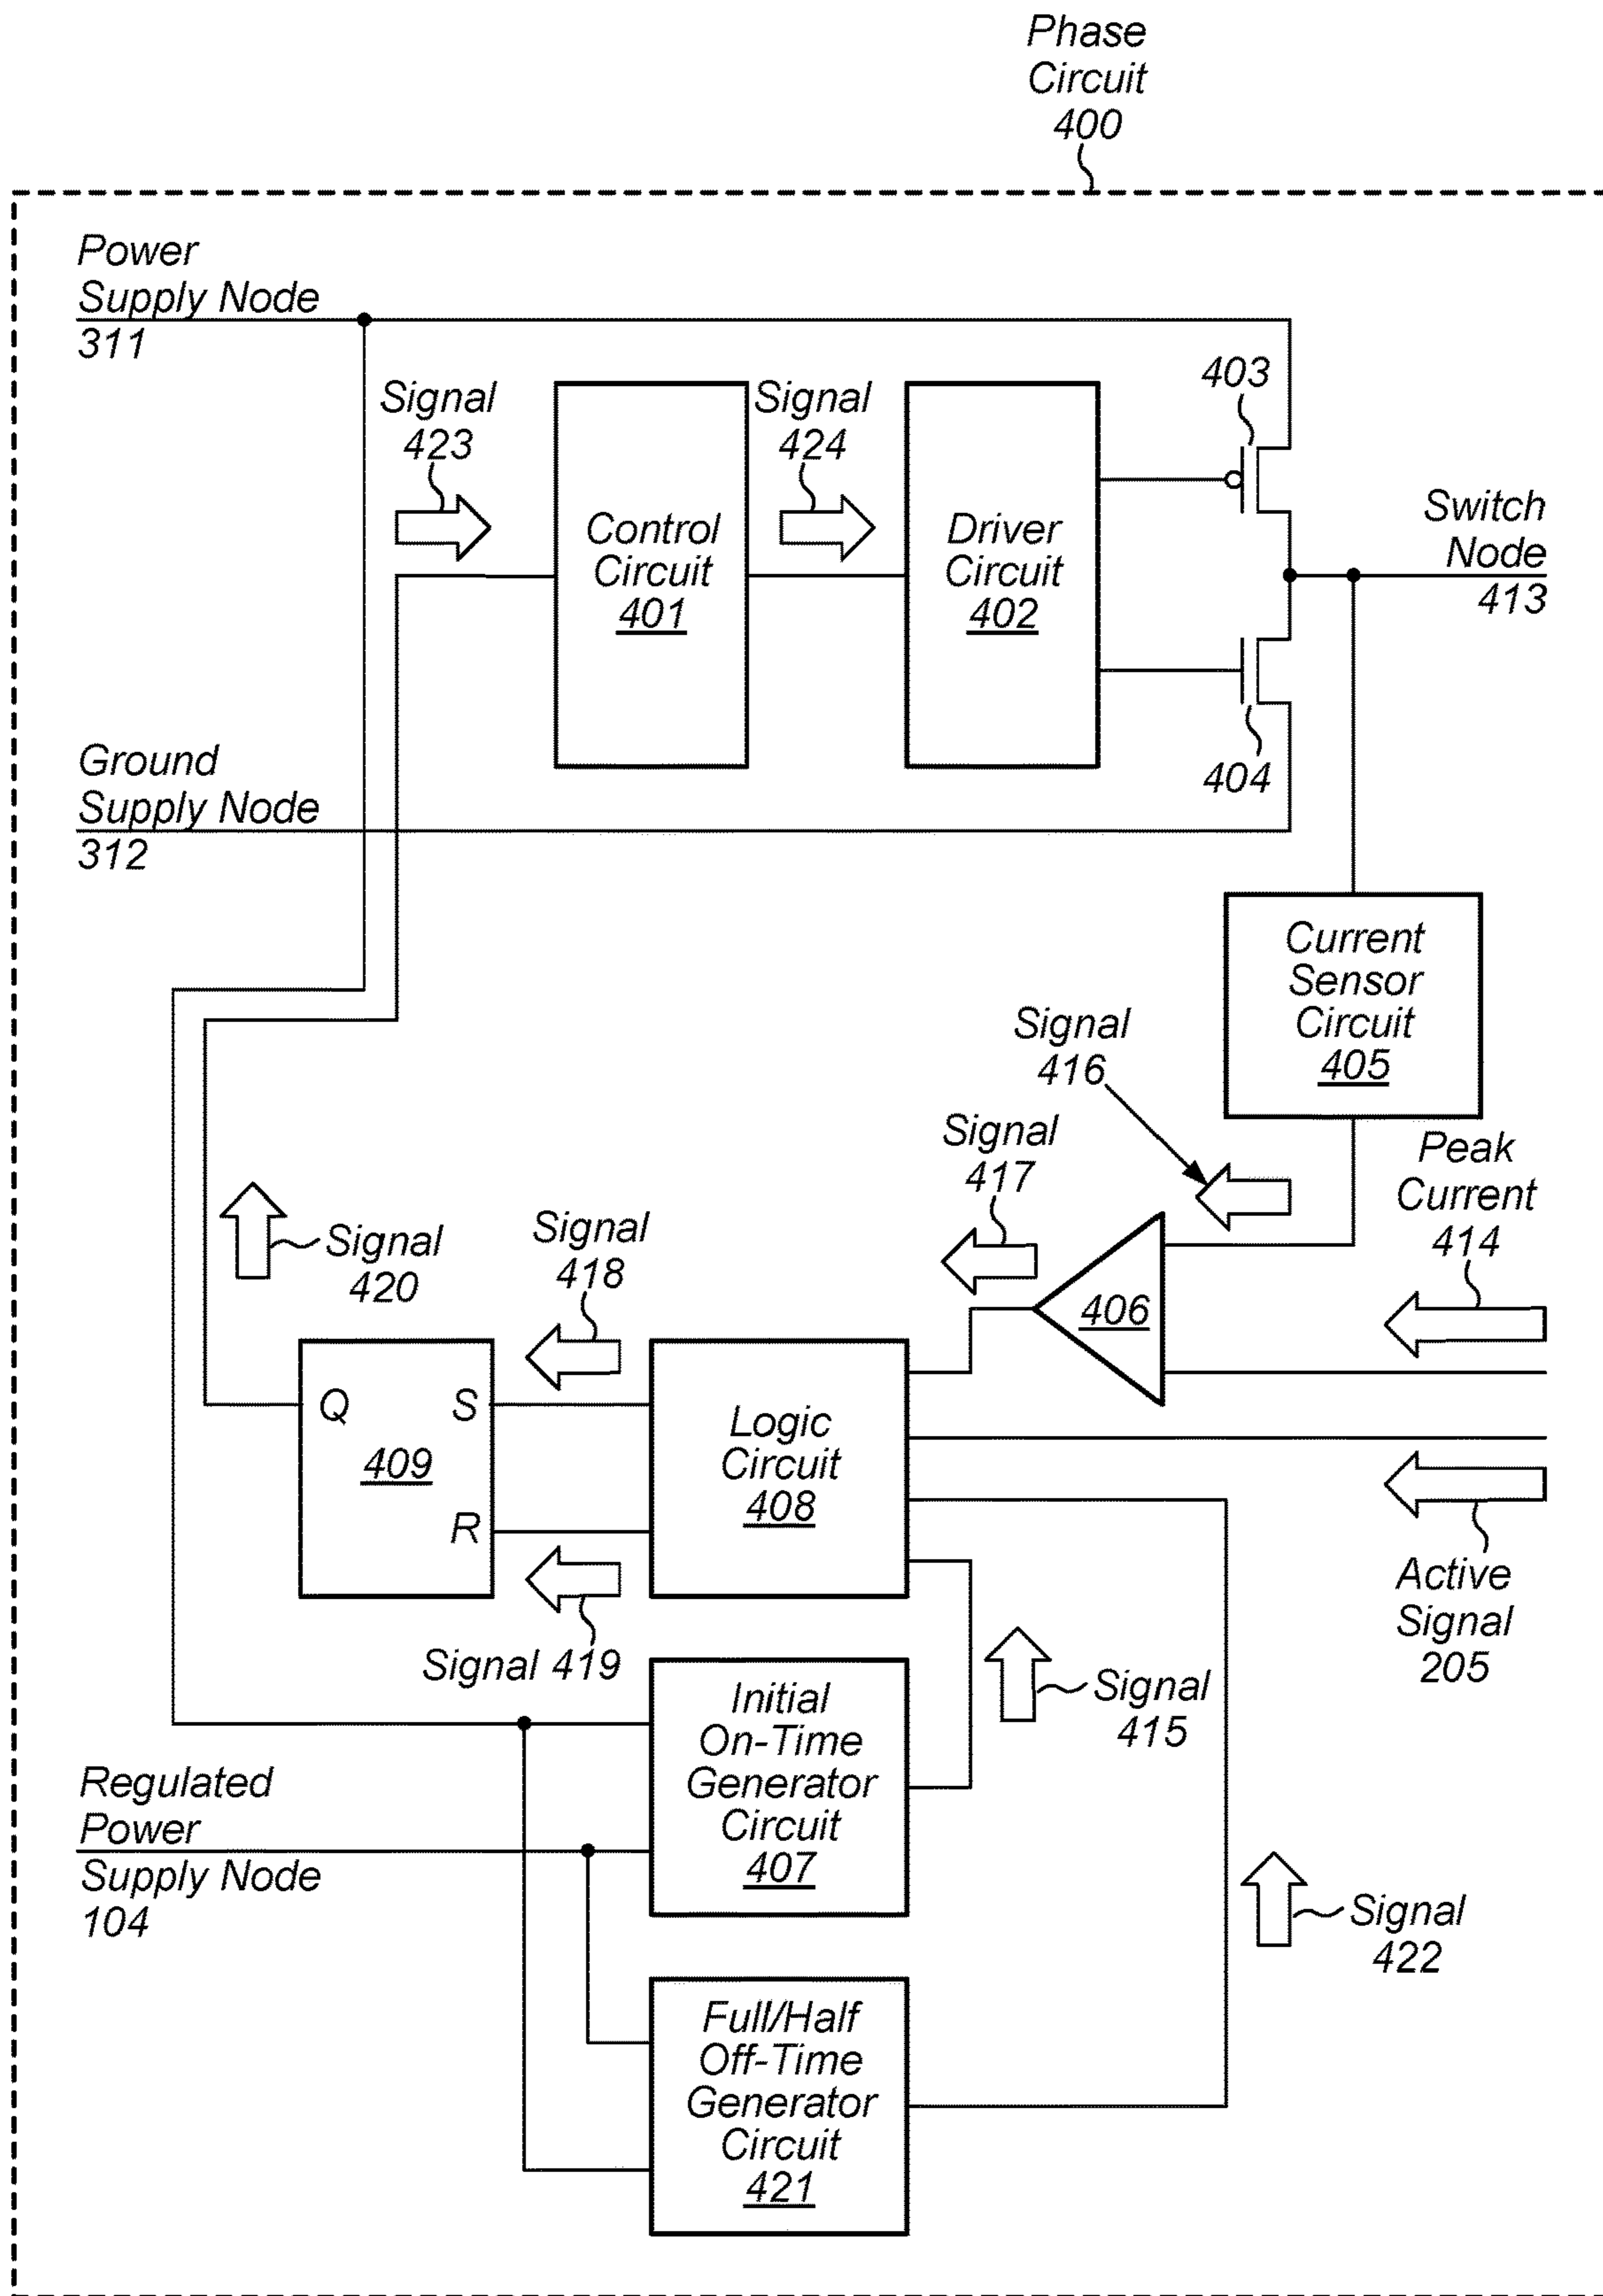 Phase
Circuit
400
Power
Supply Node
311
Signal
423
Control
Circuit
401
Signal
424
Driver
Circuit
402
403
404
Switch
Node
413
Ground
Supply Node
312
Current
Sensor
Circuit
405
Signal
416
Signal
417
Peak
Current
414
406
Signal
420
Signal
418
Q
S
409
R
Logic
Circuit
408
Active
Signal
205
Signal 419
Initial
On-Time
Generator
Circuit
407
Signal
415
Regulated
Power
Supply Node
104
Signal
422
Full/Half
Off-Time
Generator
Circuit
421